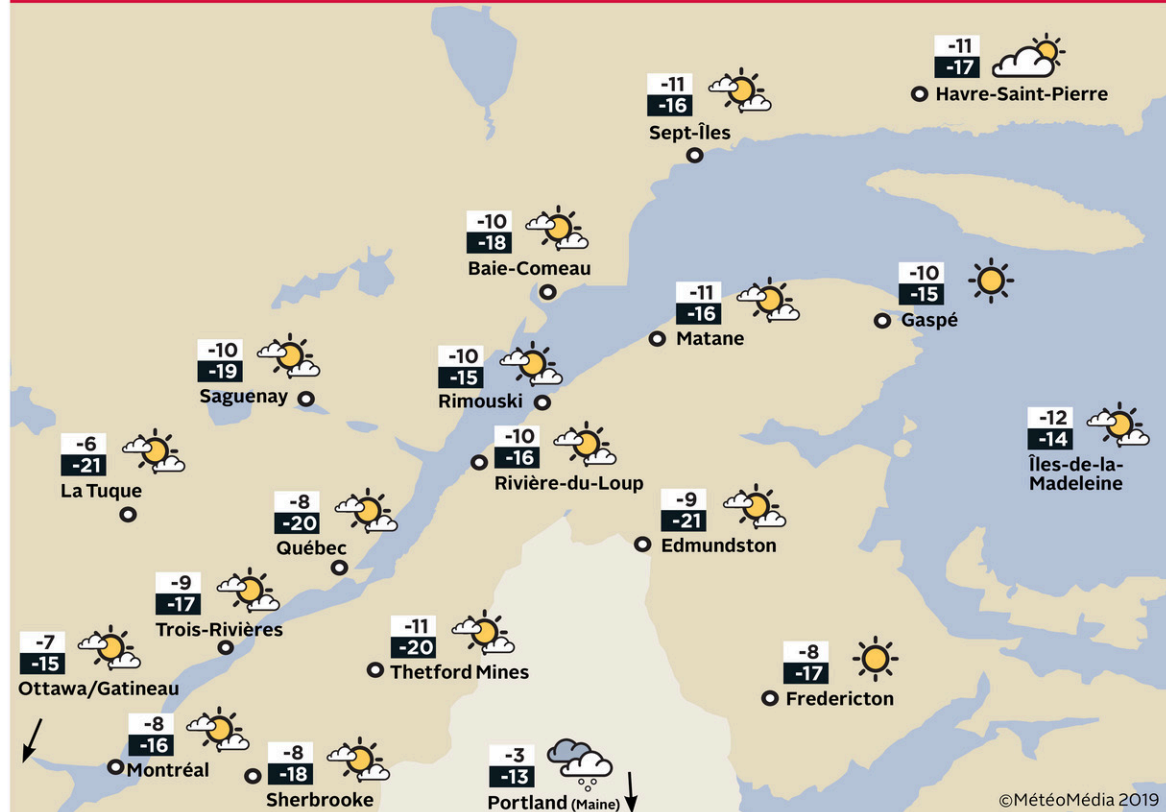 -11
-17
Havre-Saint-Pierre
-11
-16
Sept-Îles
-10
-18
Baie-Comeau
-10
-15
Gaspé
-11
-16
Matane
-10
-19
Saguenay
-10
-15
Rimouski
-12
-14
Îles-de-la-
Madeleine
-6
-21
La Tuque
-10
-16
Rivière-du-Loup
-8
-20
Québec
-9
-21
Edmundston
-9
-17
Trois-Rivières
-11
-20
Thetford Mines
-7
-15
Ottawa/Gatineau
-8
-17
Fredericton
-8
-16
Montréal
-8
-18
Sherbrooke
-3
-13
Portland (Maine)
©MétéoMédia 2019